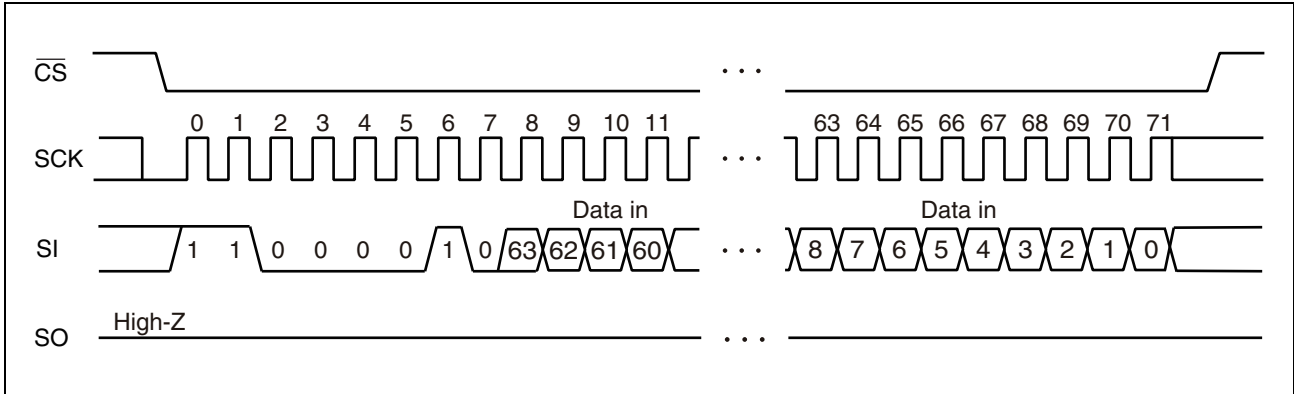 CS
0 1 2 3 4 5 6 7 8 9 10 11 63 64 65 66 67 68 69 70 71
SCK . . .
Data in Data in
SI 1 1 0 0 0 0 1 0 63 62 61 60 . . . 8 7 6 5 4 3 2 1 0
High-Z
SO . . .